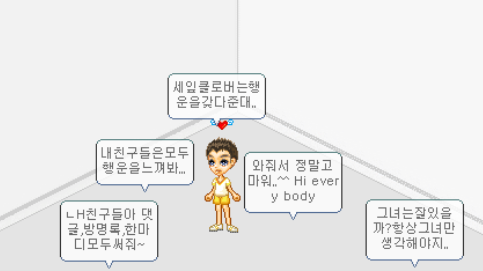 세잎클로버는행
운을갖다준대,,
내친구들은모두
행운을느껴봐,,,
와줘서 정말고
마워,,^^ Hi ever
y body
ㄴH친구들아 댓
글,방명록,한마
디모두써줘~
그녀는잘있을
까?항상그녀만
생각해야지,,